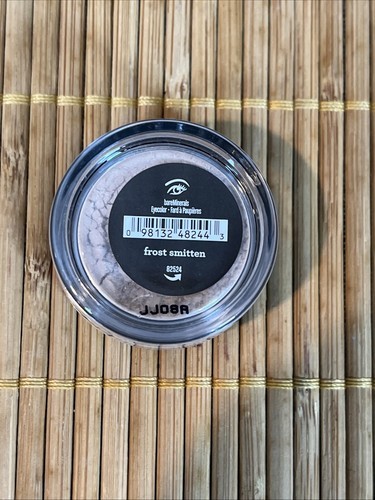 bareMinerals
Eyecolor - Fard à Paupières
0 98132 48244 3
frost smitten
82524
JJ08A